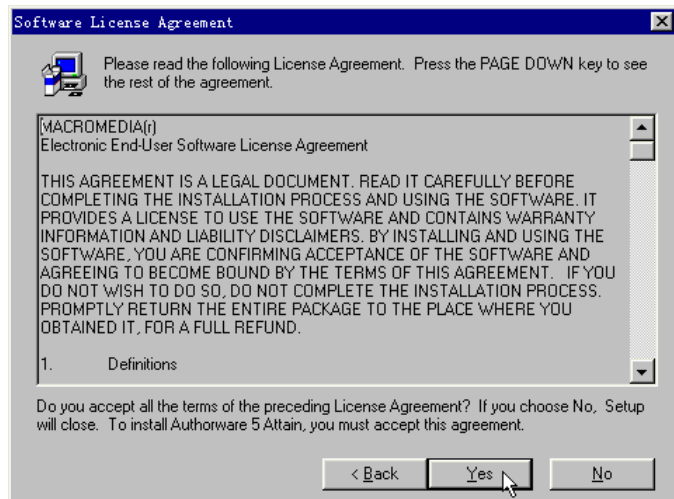 Software License Agreement
Please read the following License Agreement. Press the PAGE DOWN key to see
the rest of the agreement.
MACROMEDIA(r)
Electronic End-User Software License Agreement
THIS AGREEMENT IS A LEGAL DOCUMENT. READ IT CAREFULLY BEFORE
COMPLETING THE INSTALLATION PROCESS AND USING THE SOFTWARE. IT
PROVIDES A LICENSE TO USE THE SOFTWARE AND CONTAINS WARRANTY
INFORMATION AND LIABILITY DISCLAIMERS. BY INSTALLING AND USING THE
SOFTWARE, YOU ARE CONFIRMING ACCEPTANCE OF THE SOFTWARE AND
AGREEING TO BECOME BOUND BY THE TERMS OF THIS AGREEMENT. IF YOU
DO NOT WISH TO DO SO, DO NOT COMPLETE THE INSTALLATION PROCESS.
PROMPTLY RETURN THE ENTIRE PACKAGE TO THE PLACE WHERE YOU
OBTAINED IT, FOR A FULL REFUND.
1. Definitions
Do you accept all the terms of the preceding License Agreement? If you choose No, Setup
will close. To install Authorware 5 Attain, you must accept this agreement.
< Back Yes No